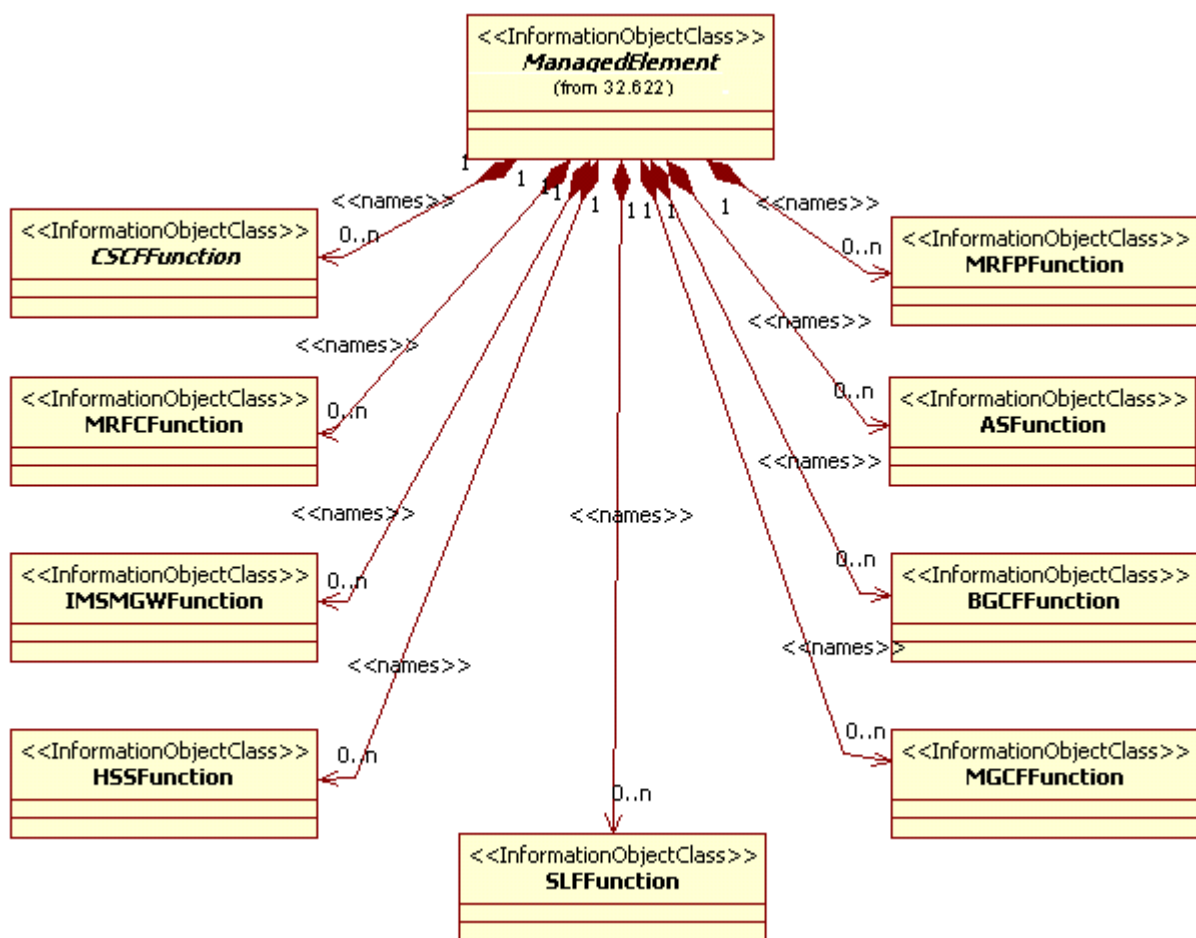 <<InformationObjectClass>>
ManagedElement
(from 32.622)
1
1
1
1
1
1
1
1
1
<<names>>
<<names>>
<<InformationObjectClass>>
CSCFFunction
0..n
0..n
<<InformationObjectClass>>
MRFPFunction
<<names>>
<<names>>
<<InformationObjectClass>>
MRFCFunction
0..n
0..n
<<InformationObjectClass>>
ASFunction
<<names>>
<<names>>
<<names>>
<<InformationObjectClass>>
IMSMGWFunction
0..n
0..n
<<InformationObjectClass>>
BGCFFunction
<<names>>
<<names>>
<<InformationObjectClass>>
HSSFunction
0..n
0..n
<<InformationObjectClass>>
MGCFFunction
0..n
<<InformationObjectClass>>
SLFFunction